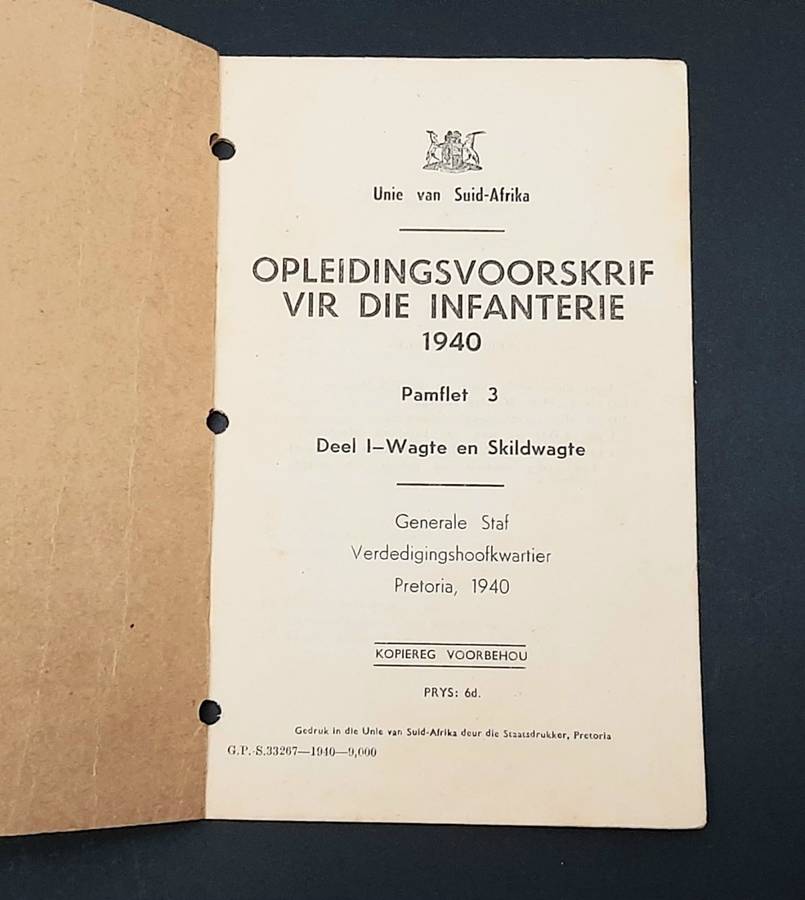 Unie van Suid-Afrika
OPLEIDINGSVOORSKRIF
VIR DIE INFANTERIE
1940
Pamflet 3
Deel I—Wagte en Skildwagte
Generale Staf
Verdedigingshoofkwartier
Pretoria, 1940
KOPIEREG VOORBEHOU
PRYS: 6d.
Gedruk in die Unie van Suid-Afrika deur die Staatsdrukker, Pretoria
G.P.-S.33267—1940—9,000